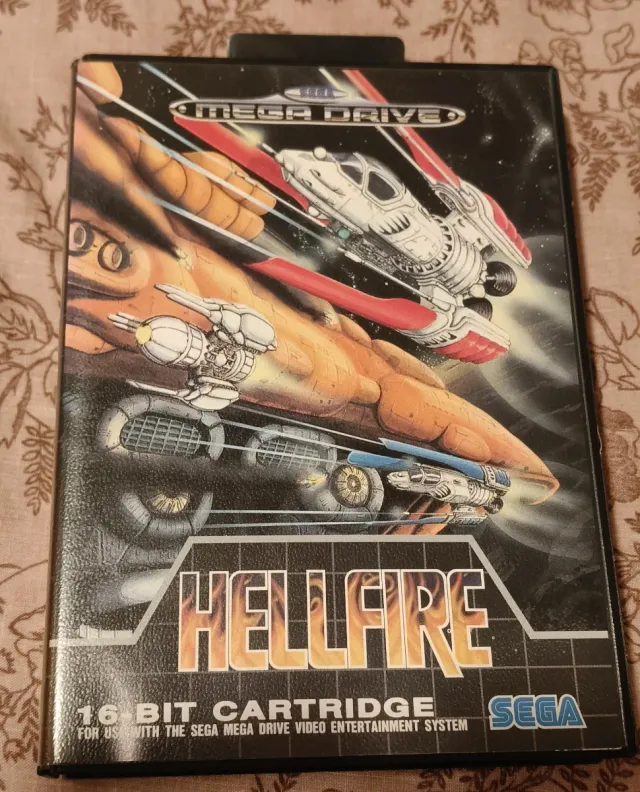 MEGA DRIVE
HELLFIRE
16-BIT CARTRIDGE
FOR USE WITH THE SEGA MEGA DRIVE VIDEO ENTERTAINMENT SYSTEM
SEGA